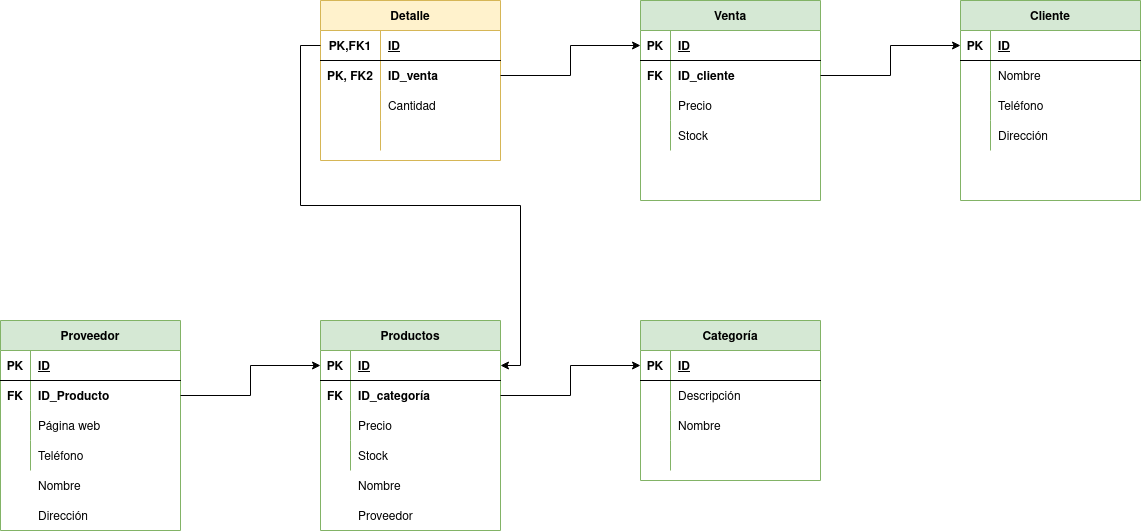 Detalle
PK,FK1 ID
PK, FK2 ID_venta
Cantidad
Venta
PK ID
FK ID_cliente
Precio
Stock
Cliente
PK ID
Nombre
Teléfono
Dirección
Proveedor
PK ID
FK ID_Producto
Página web
Teléfono
Nombre
Dirección
Productos
PK ID
FK ID_categoría
Precio
Stock
Nombre
Proveedor
Categoría
PK ID
Descripción
Nombre